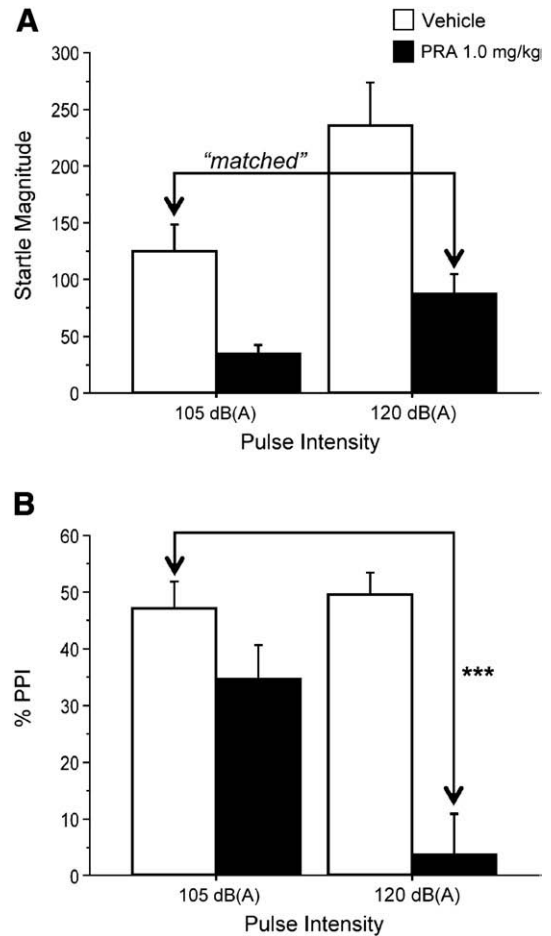 A
Vehicle
PRA 1.0 mg/kg
300
250
200
150
100
50
0
Startle Magnitude
“matched”
105 dB(A) 120 dB(A)
Pulse Intensity
B
60
50
40
30
20
10
5
0
% PPI
***
105 dB(A) 120 dB(A)
Pulse Intensity